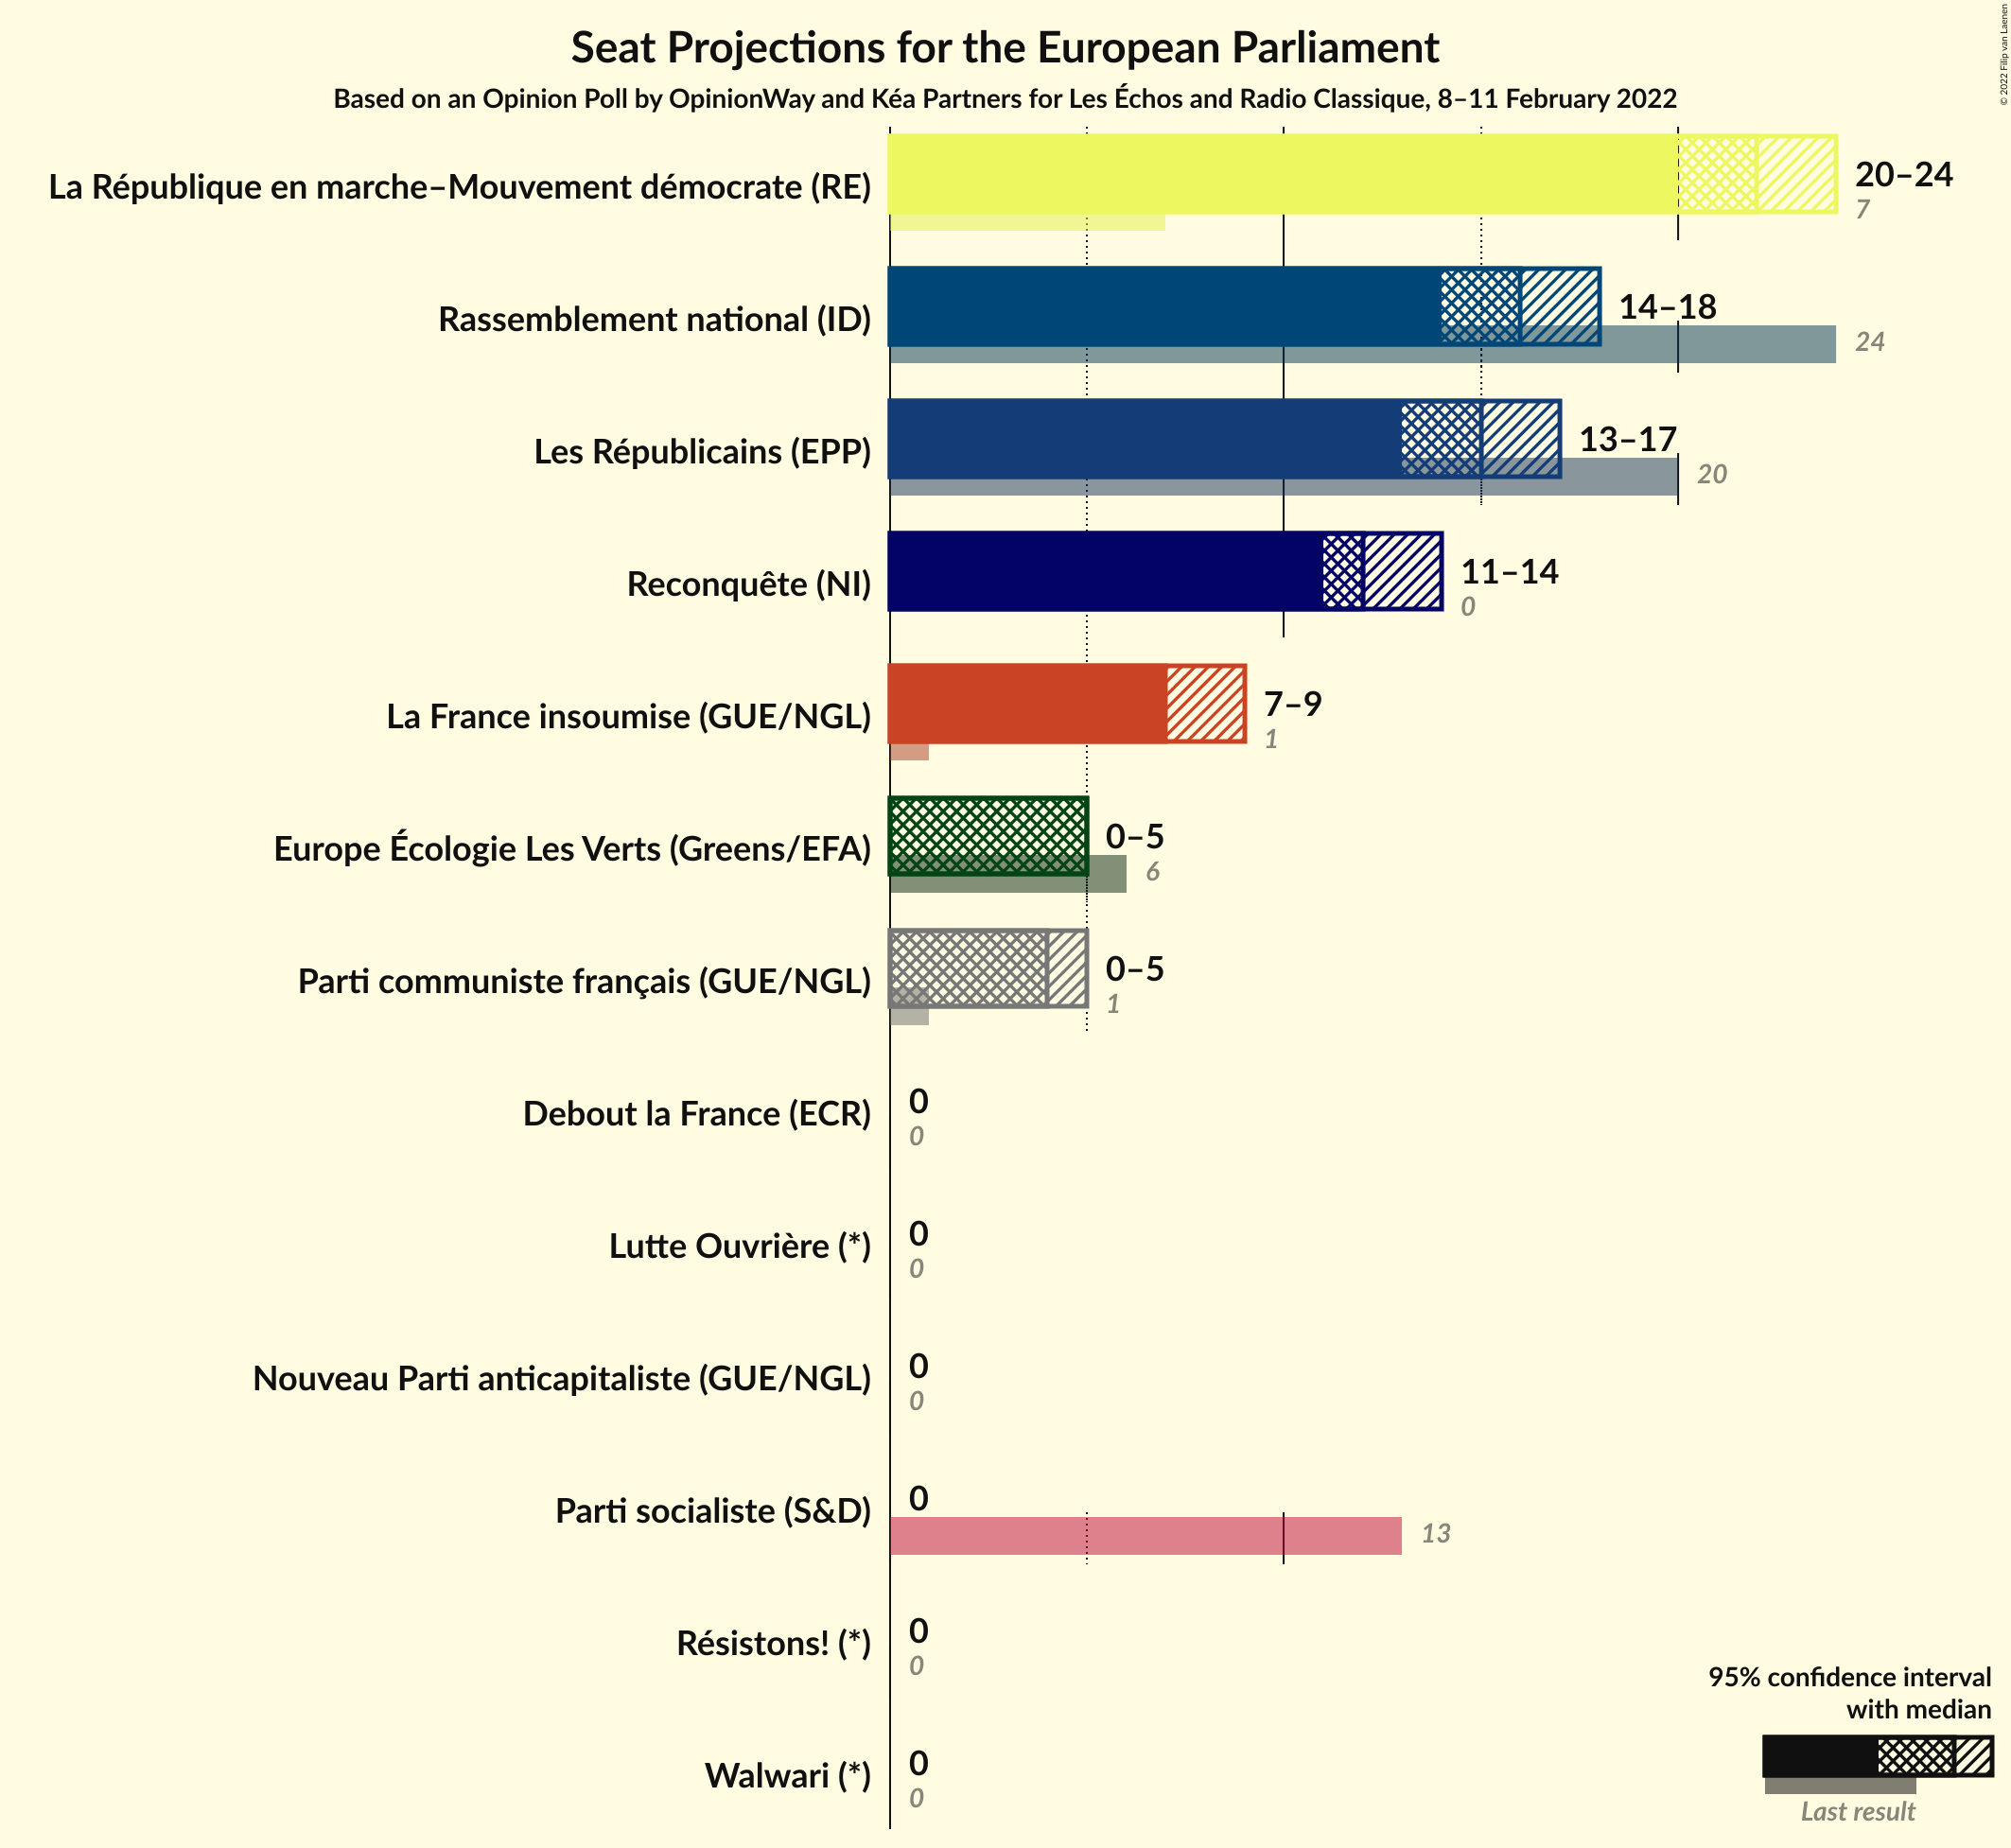 Seat Projections for the European Parliament
Based on an Opinion Poll by OpinionWay and Kéa Partners for Les Échos and Radio Classique, 8–11 February 2022
© 2022 Filip van Laenen
La République en marche–Mouvement démocrate (RE)
20–24
7
Rassemblement national (ID)
14–18
24
Les Républicains (EPP)
13–17
20
Reconquête (NI)
11–14
0
La France insoumise (GUE/NGL)
7–9
1
Europe Écologie Les Verts (Greens/EFA)
0–5
6
Parti communiste français (GUE/NGL)
0–5
1
Debout la France (ECR)
0
0
Lutte Ouvrière (*)
0
0
Nouveau Parti anticapitaliste (GUE/NGL)
0
0
Parti socialiste (S&D)
0
13
Résistons! (*)
0
0
Walwari (*)
0
0
95% confidence interval
with median
Last result